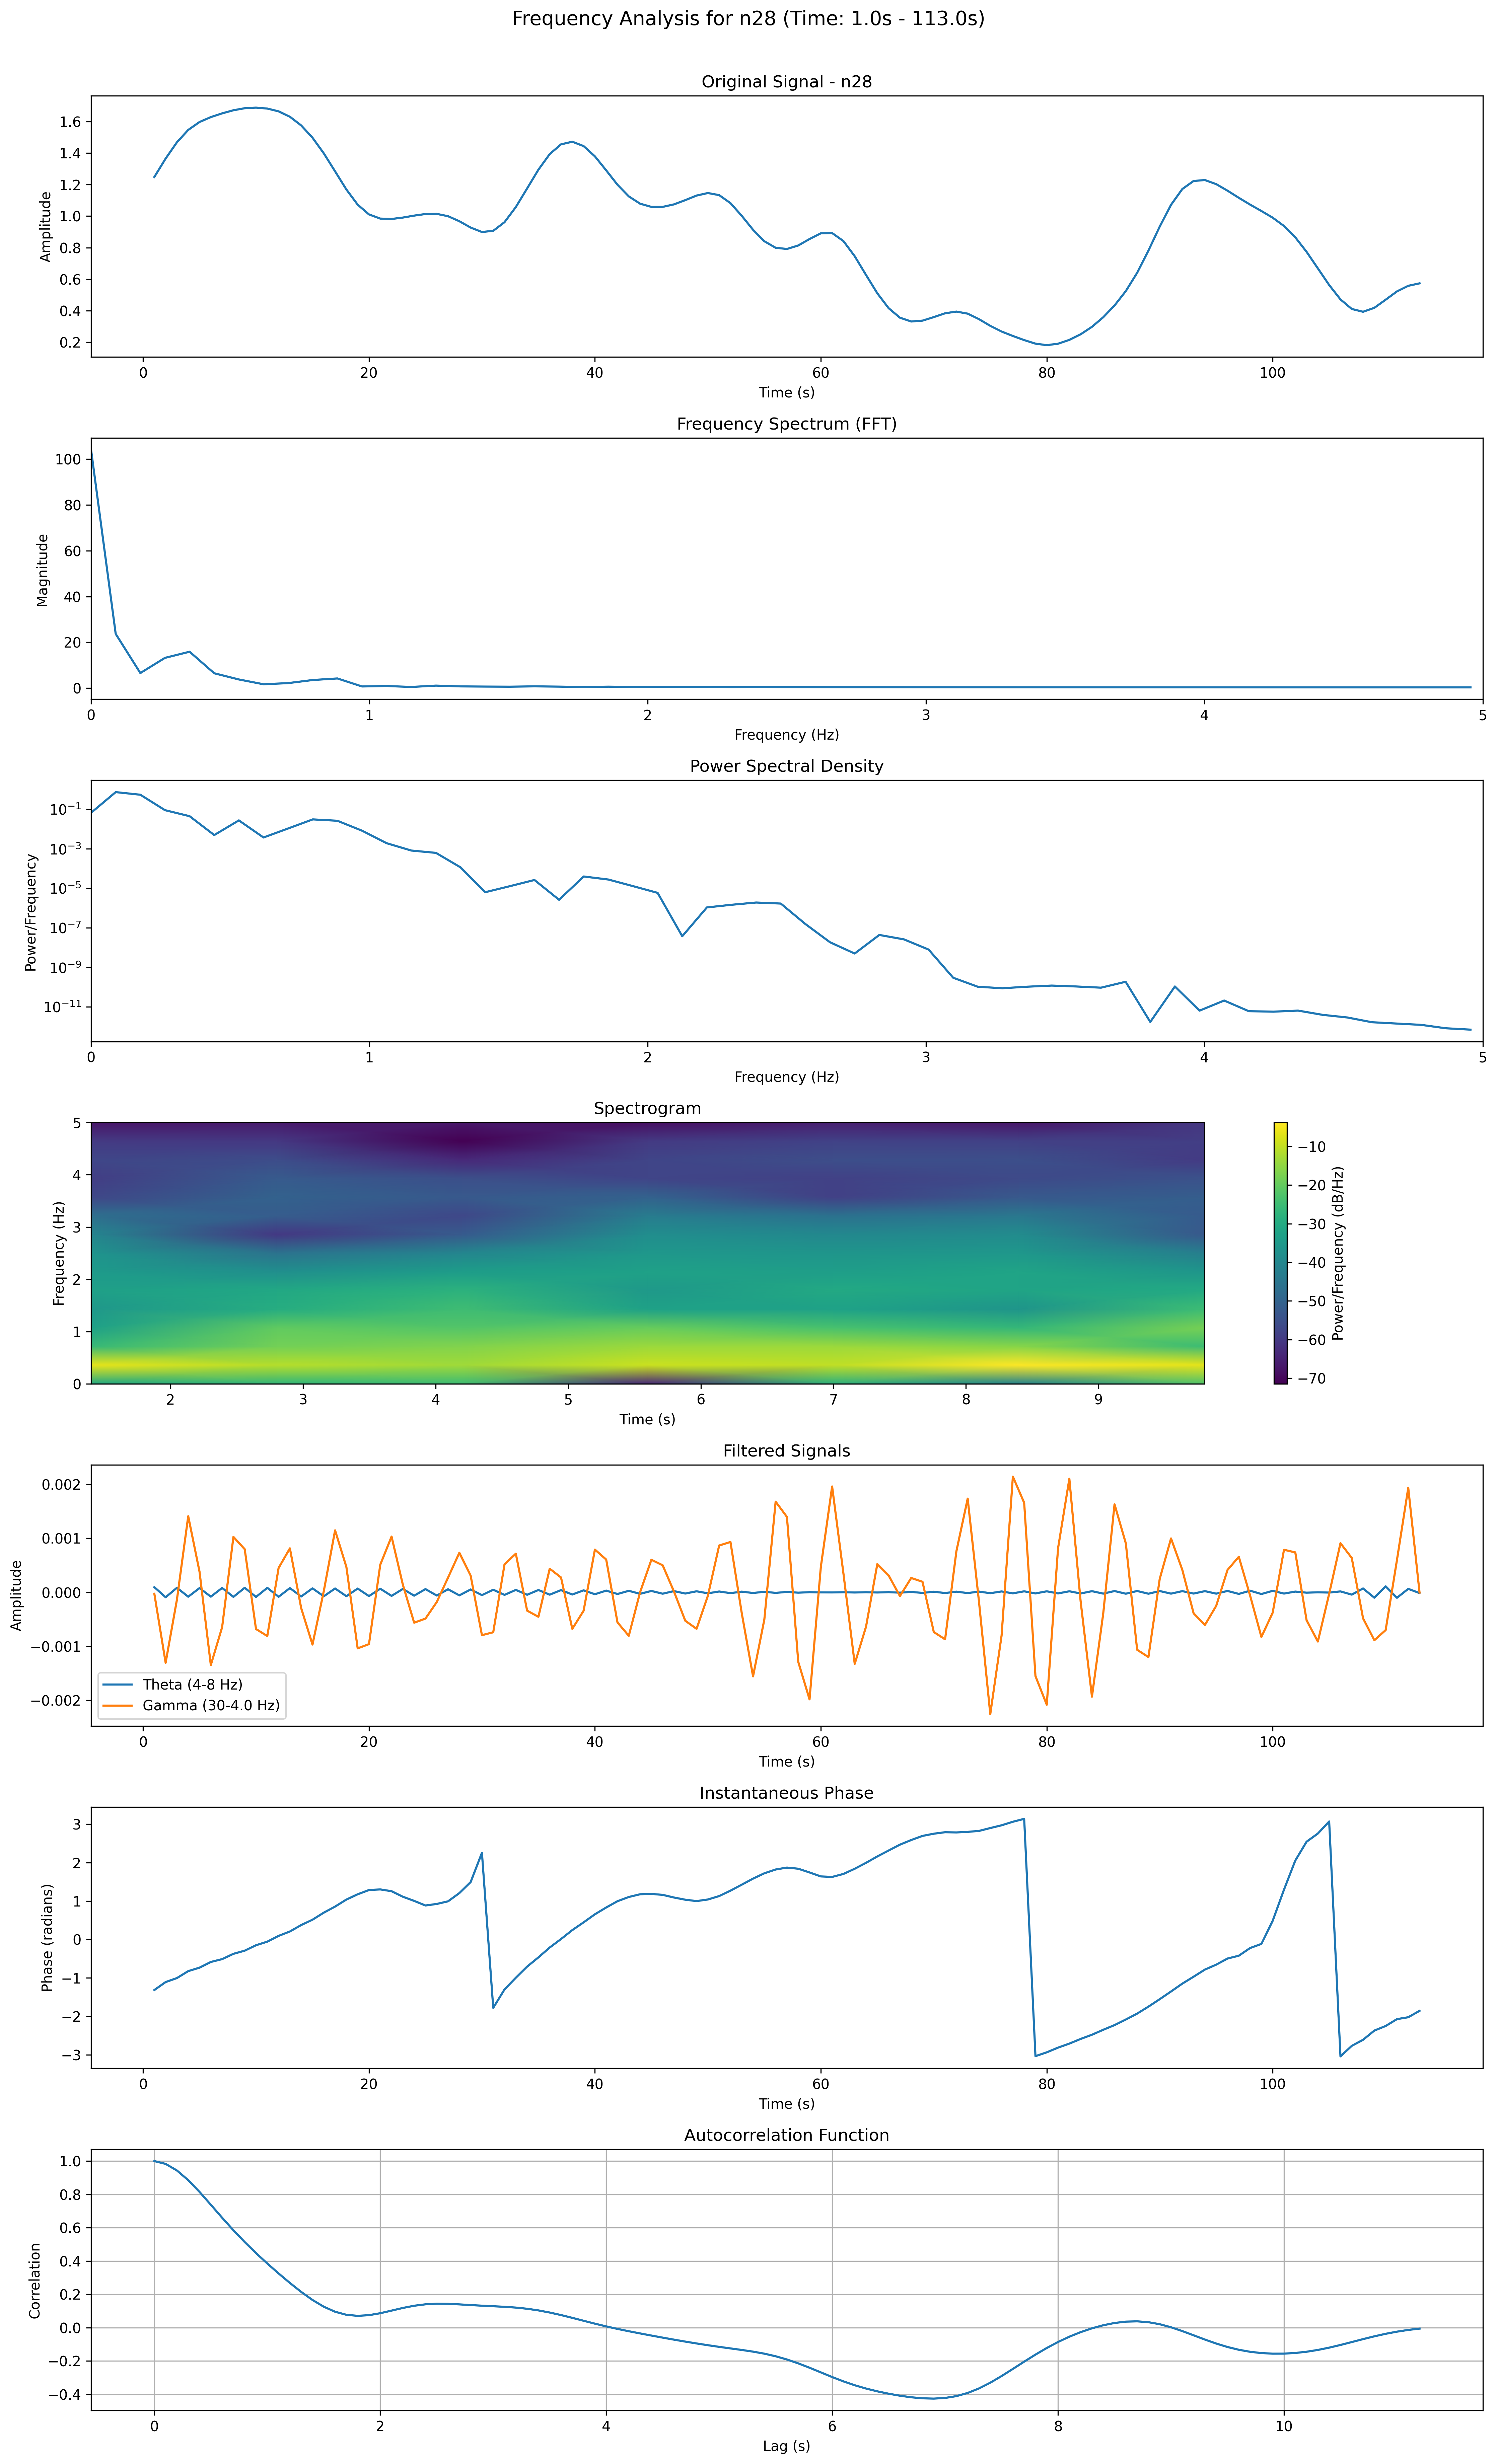 Frequency Analysis for n28 (Time: 1.0s - 113.0s)
Original Signal - n28
Amplitude
1.6
1.4
1.2
1.0
0.8
0.6
0.4
0.2
0 20 40 60 80 100
Time (s)
Frequency Spectrum (FFT)
Magnitude
100
80
60
40
20
0
0 1 2 3 4 5
Frequency (Hz)
Power Spectral Density
Power/Frequency
10⁻¹
10⁻³
10⁻⁵
10⁻⁷
10⁻⁹
10⁻¹¹
0 1 2 3 4 5
Frequency (Hz)
Spectrogram
Frequency (Hz)
5
4
3
2
1
0
2 3 4 5 6 7 8 9
Time (s)
−10
−20
−30
−40
−50
−60
−70
Power/Frequency (dB/Hz)
Filtered Signals
Amplitude
0.002
0.001
0.000
−0.001
−0.002
Theta (4-8 Hz)
Gamma (30-4.0 Hz)
0 20 40 60 80 100
Time (s)
Instantaneous Phase
Phase (radians)
3
2
1
0
−1
−2
−3
0 20 40 60 80 100
Time (s)
Autocorrelation Function
Correlation
1.0
0.8
0.6
0.4
0.2
0.0
−0.2
−0.4
0 2 4 6 8 10
Lag (s)